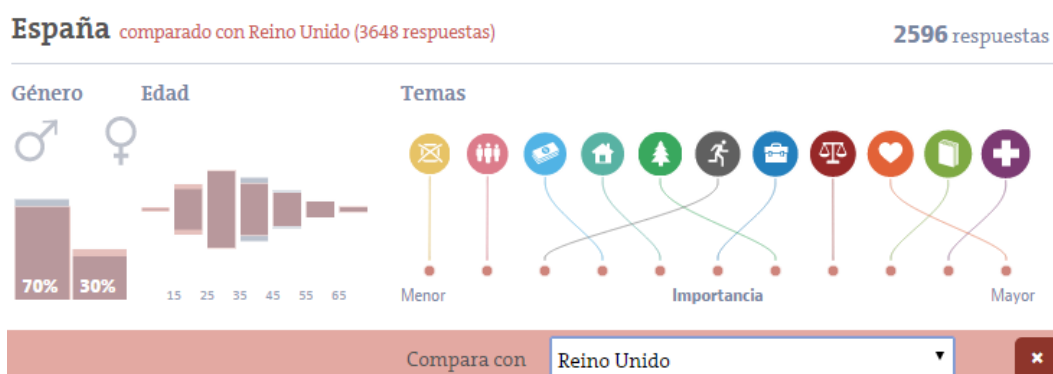 España comparado con Reino Unido (3648 respuestas)
2596 respuestas
Género
Edad
Temas
70% 30%
15 25 35 45 55 65
Menor Importancia Mayor
Compara con Reino Unido